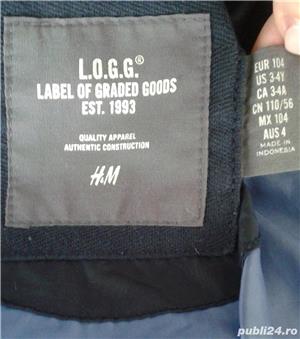 L.O.G.G.®
LABEL OF GRADED GOODS
EST. 1993
QUALITY APPAREL
AUTHENTIC CONSTRUCTION
H&M
EUR 104
US 3-4Y
CA 3-4A
CN 110/56
MX 104
AUS 4
MADE IN
INDONESIA
publi24.ro